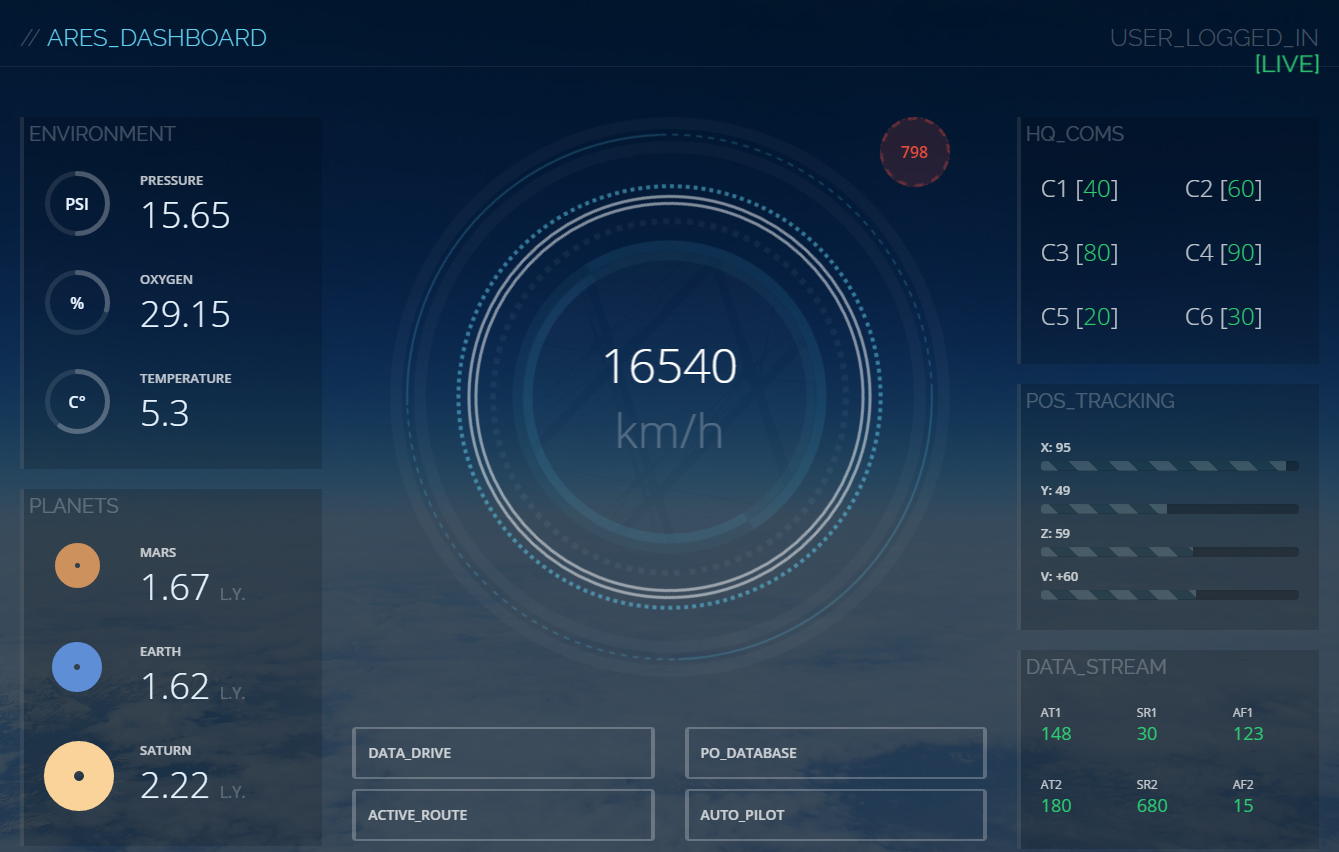 // ARES_DASHBOARD
USER_LOGGED_IN
[LIVE]
ENVIRONMENT
PSI
PRESSURE
15.65
%
OXYGEN
29.15
C°
TEMPERATURE
5.3
PLANETS
MARS
1.67 L.Y.
EARTH
1.62 L.Y.
SATURN
2.22 L.Y.
798
16540
km/h
DATA_DRIVE
PO_DATABASE
ACTIVE_ROUTE
AUTO_PILOT
HQ_COMS
C1 [40] C2 [60]
C3 [80] C4 [90]
C5 [20] C6 [30]
POS_TRACKING
X: 95
Y: 49
Z: 59
V: +60
DATA_STREAM
AT1 SR1 AF1
148 30 123
AT2 SR2 AF2
180 680 15